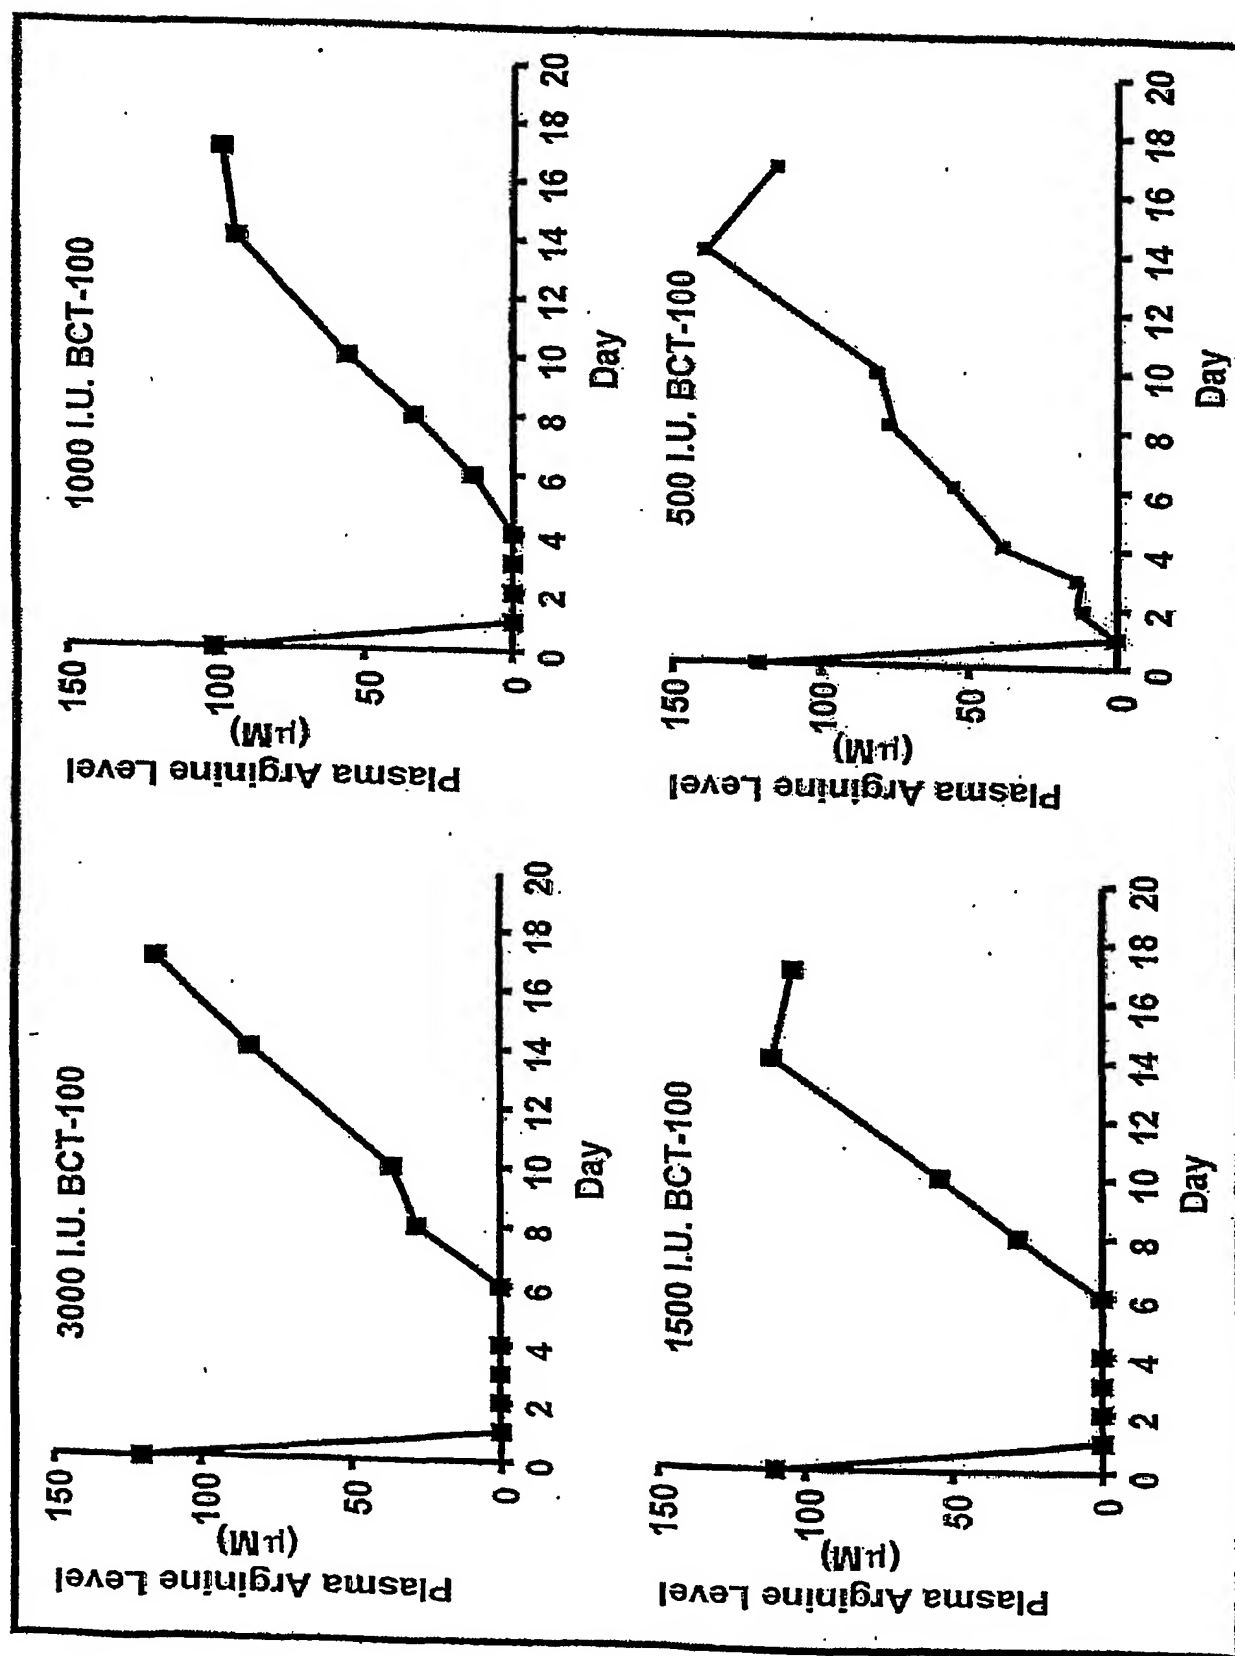 3000 I.U. BCT-100
Plasma Arginine Level
(µM)
150
100
50
0
0 2 4 6 8 10 12 14 16 18 20
Day
1000 I.U. BCT-100
Plasma Arginine Level
(µM)
150
100
50
0
0 2 4 6 8 10 12 14 16 18 20
Day
1500 I.U. BCT-100
Plasma Arginine Level
(µM)
150
100
50
0
0 2 4 6 8 10 12 14 16 18 20
Day
500 I.U. BCT-100
Plasma Arginine Level
(µM)
150
100
50
0
0 2 4 6 8 10 12 14 16 18 20
Day